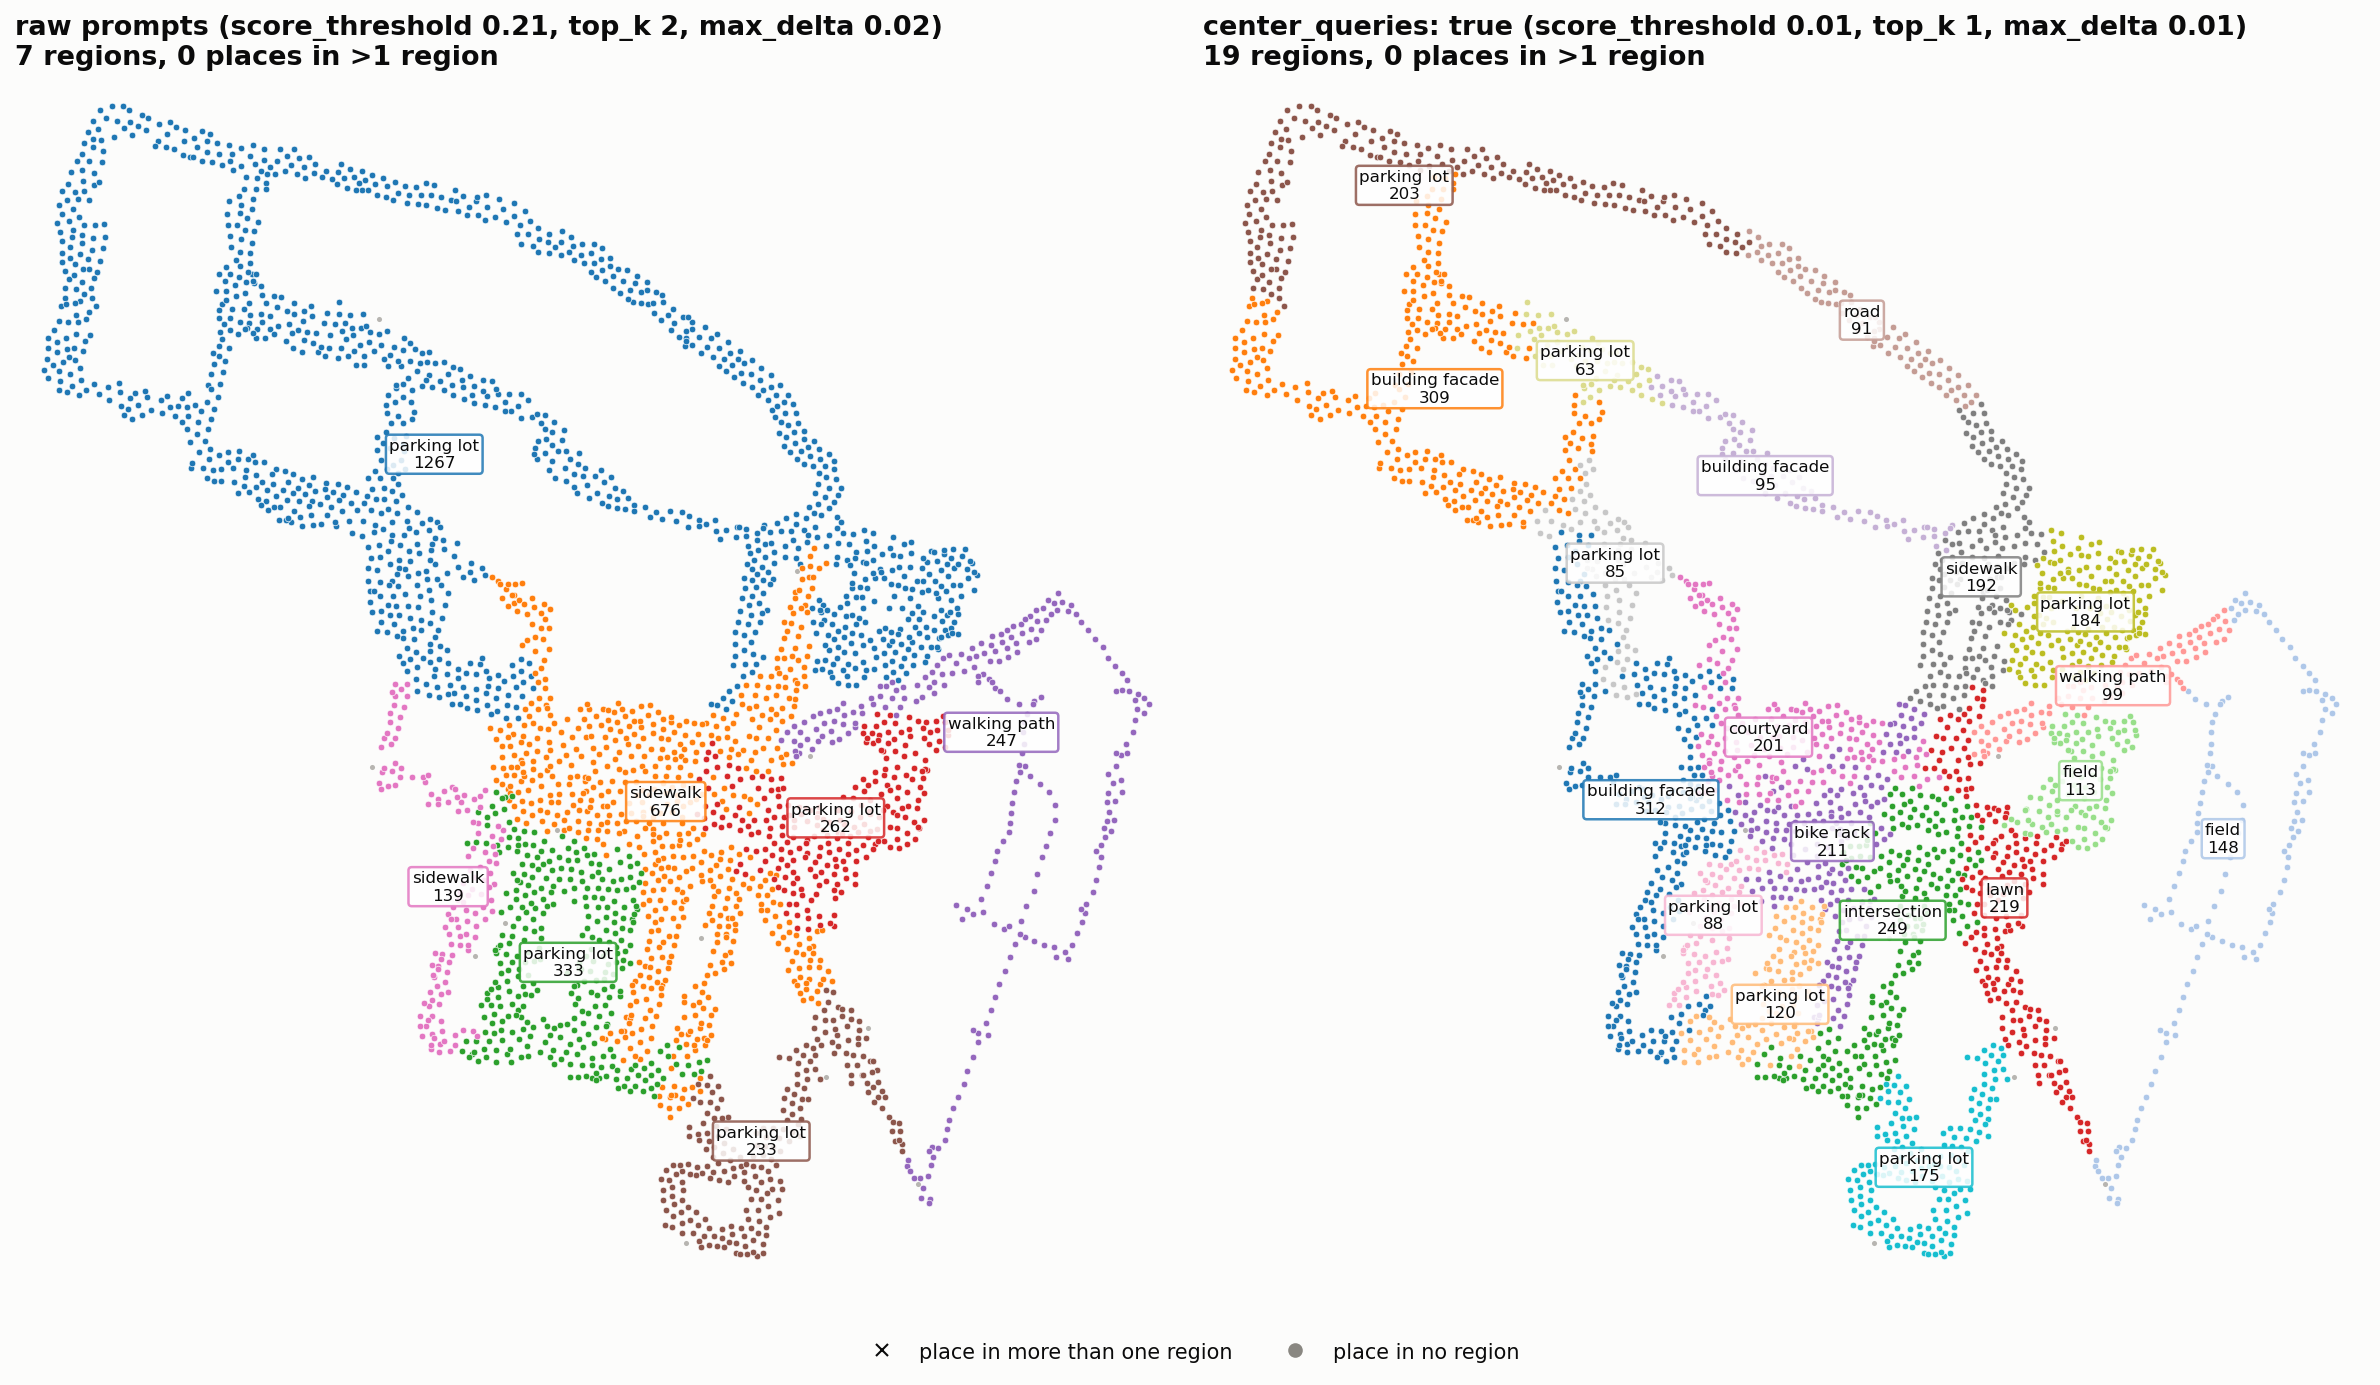 raw prompts (score_threshold 0.21, top_k 2, max_delta 0.02)
7 regions, 0 places in >1 region
parking lot
1267
walking path
247
sidewalk
676
parking lot
262
sidewalk
139
parking lot
333
parking lot
233
center_queries: true (score_threshold 0.01, top_k 1, max_delta 0.01)
19 regions, 0 places in >1 region
parking lot
203
road
91
parking lot
63
building facade
309
building facade
95
parking lot
85
sidewalk
192
parking lot
184
walking path
99
courtyard
201
field
113
building facade
312
bike rack
211
field
148
lawn
219
parking lot
88
intersection
249
parking lot
120
parking lot
175
place in more than one region
place in no region